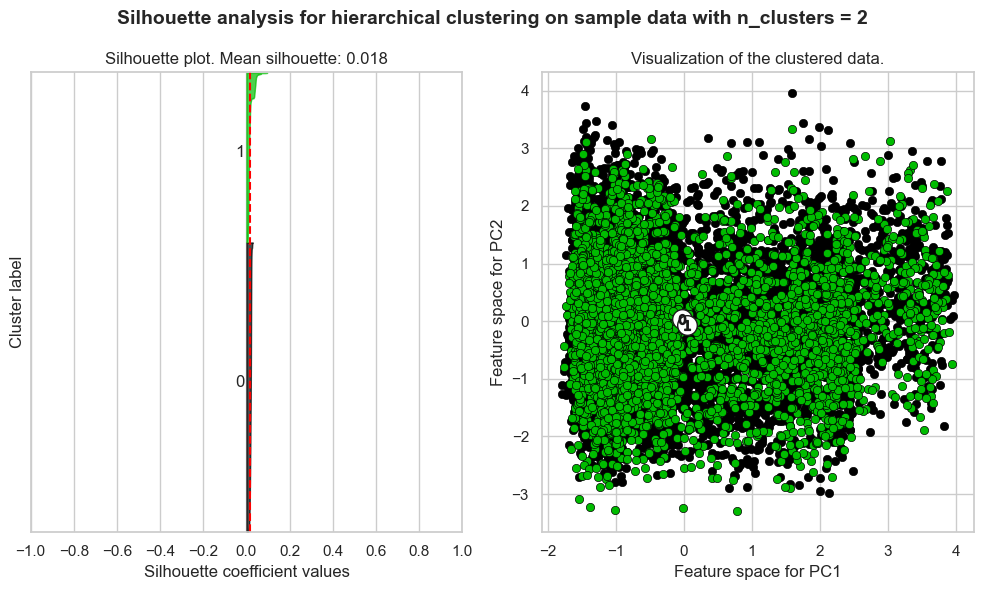 Silhouette analysis for hierarchical clustering on sample data with n_clusters = 2
Silhouette plot. Mean silhouette: 0.018
Cluster label
1
0
−1.0 −0.8 −0.6 −0.4 −0.2 0.0 0.2 0.4 0.6 0.8 1.0
Silhouette coefficient values
Visualization of the clustered data.
Feature space for PC2
4
3
2
1
0
−1
−2
−3
0
1
−2 −1 0 1 2 3 4
Feature space for PC1